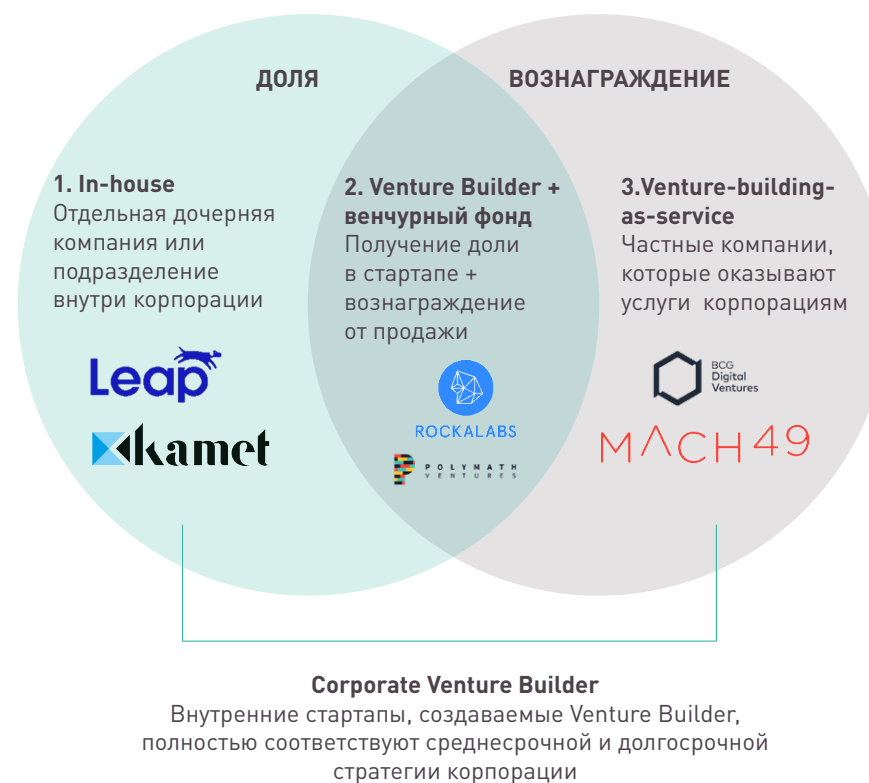 ДОЛЯ
ВОЗНАГРАЖДЕНИЕ
1. In-house
Отдельная дочерняя
компания или
подразделение
внутри корпорации
Leap
kamet
2. Venture Builder +
венчурный фонд
Получение доли
в стартапе +
вознаграждение
от продажи
ROCKALABS
POLYMATH
VENTURES
3.Venture-building-
as-service
Частные компании,
которые оказывают
услуги корпорациям
BCG
Digital
Ventures
MACH49
Corporate Venture Builder
Внутренние стартапы, создаваемые Venture Builder,
полностью соответствуют среднесрочной и долгосрочной
стратегии корпорации